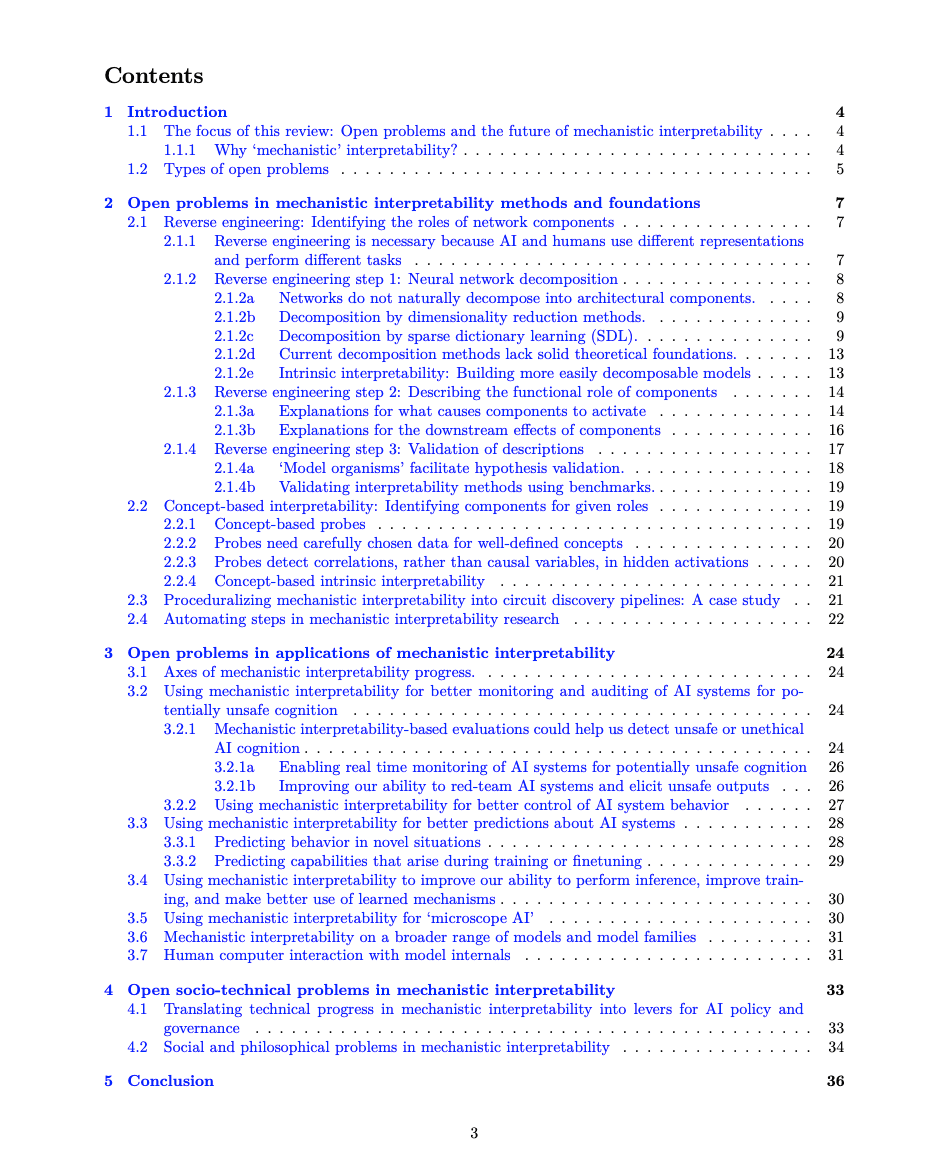 Contents
1 Introduction 4
1.1 The focus of this review: Open problems and the future of mechanistic interpretability . . . . 4
1.1.1 Why ‘mechanistic’ interpretability? . . . . . . . . . . . . . . . . . . . . . . . . . . . . . 4
1.2 Types of open problems . . . . . . . . . . . . . . . . . . . . . . . . . . . . . . . . . . . . . . . 5
2 Open problems in mechanistic interpretability methods and foundations 7
2.1 Reverse engineering: Identifying the roles of network components . . . . . . . . . . . . . . . . 7
2.1.1 Reverse engineering is necessary because AI and humans use different representations
and perform different tasks . . . . . . . . . . . . . . . . . . . . . . . . . . . . . . . . . 7
2.1.2 Reverse engineering step 1: Neural network decomposition . . . . . . . . . . . . . . . . 8
2.1.2a Networks do not naturally decompose into architectural components. . . . . 8
2.1.2b Decomposition by dimensionality reduction methods. . . . . . . . . . . . . . 9
2.1.2c Decomposition by sparse dictionary learning (SDL). . . . . . . . . . . . . . . 9
2.1.2d Current decomposition methods lack solid theoretical foundations. . . . . . . 13
2.1.2e Intrinsic interpretability: Building more easily decomposable models . . . . . 13
2.1.3 Reverse engineering step 2: Describing the functional role of components . . . . . . . 14
2.1.3a Explanations for what causes components to activate . . . . . . . . . . . . . 14
2.1.3b Explanations for the downstream effects of components . . . . . . . . . . . . 16
2.1.4 Reverse engineering step 3: Validation of descriptions . . . . . . . . . . . . . . . . . . 17
2.1.4a ‘Model organisms’ facilitate hypothesis validation. . . . . . . . . . . . . . . . 18
2.1.4b Validating interpretability methods using benchmarks. . . . . . . . . . . . . . 19
2.2 Concept-based interpretability: Identifying components for given roles . . . . . . . . . . . . . 19
2.2.1 Concept-based probes . . . . . . . . . . . . . . . . . . . . . . . . . . . . . . . . . . . . 19
2.2.2 Probes need carefully chosen data for well-defined concepts . . . . . . . . . . . . . . . 20
2.2.3 Probes detect correlations, rather than causal variables, in hidden activations . . . . . 20
2.2.4 Concept-based intrinsic interpretability . . . . . . . . . . . . . . . . . . . . . . . . . . 21
2.3 Proceduralizing mechanistic interpretability into circuit discovery pipelines: A case study . . 21
2.4 Automating steps in mechanistic interpretability research . . . . . . . . . . . . . . . . . . . . 22
3 Open problems in applications of mechanistic interpretability 24
3.1 Axes of mechanistic interpretability progress. . . . . . . . . . . . . . . . . . . . . . . . . . . . 24
3.2 Using mechanistic interpretability for better monitoring and auditing of AI systems for po-
tentially unsafe cognition . . . . . . . . . . . . . . . . . . . . . . . . . . . . . . . . . . . . . . 24
3.2.1 Mechanistic interpretability-based evaluations could help us detect unsafe or unethical
AI cognition . . . . . . . . . . . . . . . . . . . . . . . . . . . . . . . . . . . . . . . . . . 24
3.2.1a Enabling real time monitoring of AI systems for potentially unsafe cognition 26
3.2.1b Improving our ability to red-team AI systems and elicit unsafe outputs . . . 26
3.2.2 Using mechanistic interpretability for better control of AI system behavior . . . . . . 27
3.3 Using mechanistic interpretability for better predictions about AI systems . . . . . . . . . . . 28
3.3.1 Predicting behavior in novel situations . . . . . . . . . . . . . . . . . . . . . . . . . . . 28
3.3.2 Predicting capabilities that arise during training or finetuning . . . . . . . . . . . . . . 29
3.4 Using mechanistic interpretability to improve our ability to perform inference, improve train-
ing, and make better use of learned mechanisms . . . . . . . . . . . . . . . . . . . . . . . . . . 30
3.5 Using mechanistic interpretability for ‘microscope AI’ . . . . . . . . . . . . . . . . . . . . . . 30
3.6 Mechanistic interpretability on a broader range of models and model families . . . . . . . . . 31
3.7 Human computer interaction with model internals . . . . . . . . . . . . . . . . . . . . . . . . 31
4 Open socio-technical problems in mechanistic interpretability 33
4.1 Translating technical progress in mechanistic interpretability into levers for AI policy and
governance . . . . . . . . . . . . . . . . . . . . . . . . . . . . . . . . . . . . . . . . . . . . . . 33
4.2 Social and philosophical problems in mechanistic interpretability . . . . . . . . . . . . . . . . 34
5 Conclusion 36
3